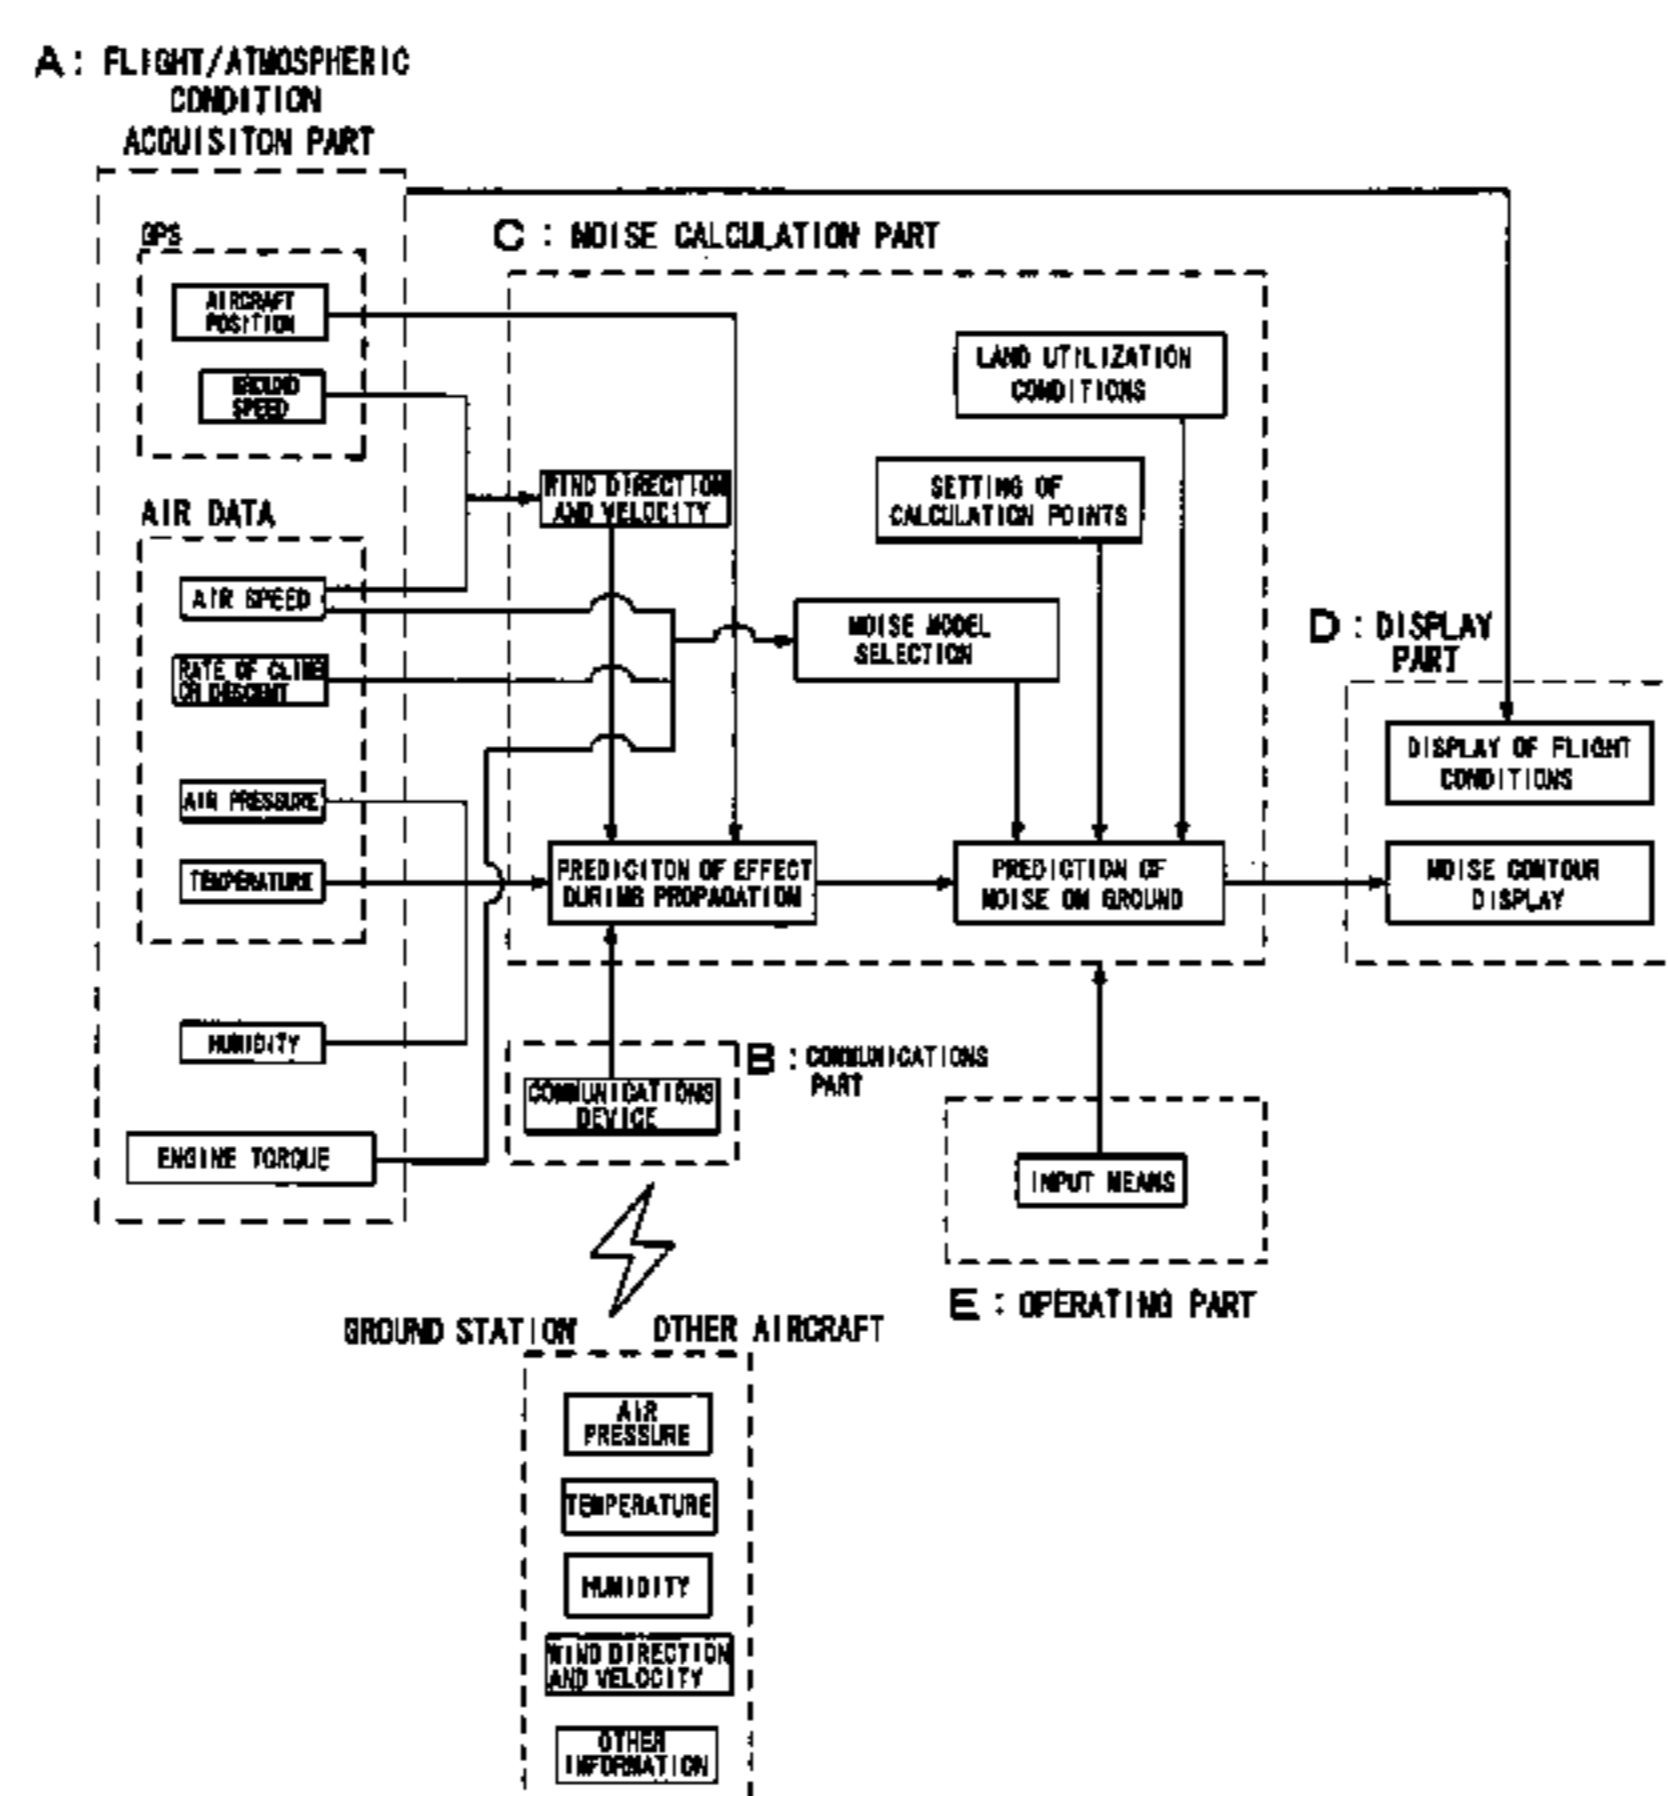 A : FLIGHT/ATMOSPHERIC
CONDITION
ACQUISITON PART
GPS
AIRCRAFT
POSITION
GROUND
SPEED
AIR DATA
AIR SPEED
RATE OF CLIMB
OR DESCENT
AIR PRESSURE
TEMPERATURE
HUMIDITY
ENGINE TORQUE
C : NOISE CALCULATION PART
LAND UTILIZATION
CONDITIONS
SETTING OF
CALCULATION POINTS
WIND DIRECTION
AND VELOCITY
NOISE MODEL
SELECTION
PREDICITON OF EFFECT
DURING PROPAGATION
PREDICTION OF
NOISE ON GROUND
D : DISPLAY
PART
DISPLAY OF FLIGHT
CONDITIONS
NOISE CONTOUR
DISPLAY
B : COMMUNICATIONS
PART
COMMUNICATIONS
DEVICE
INPUT MEANS
E : OPERATING PART
GROUND STATION
OTHER AIRCRAFT
AIR
PRESSURE
TEMPERATURE
HUMIDITY
WIND DIRECTION
AND VELOCITY
OTHER
INFORMATION